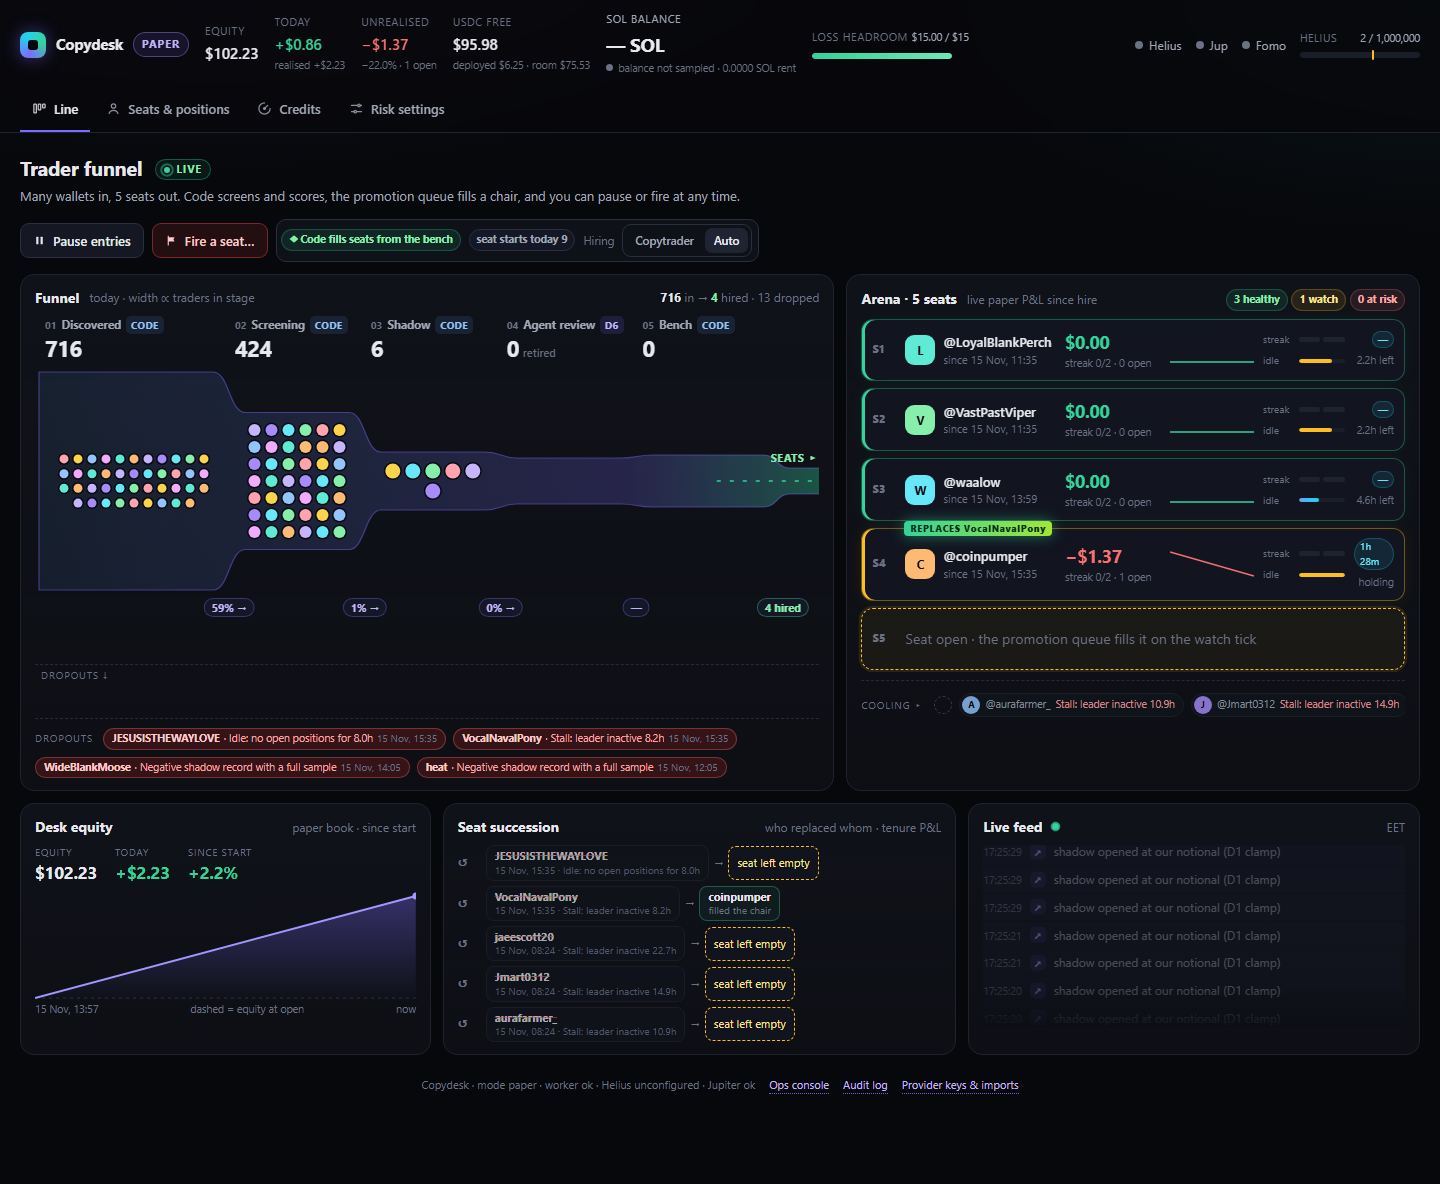 Copydesk
PAPER
EQUITY
$102.23
TODAY
+$0.86
realised +$2.23
UNREALISED
−$1.37
−22.0% · 1 open
USDC FREE
$95.98
deployed $6.25 · room $75.53
SOL BALANCE
— SOL
balance not sampled · 0.0000 SOL rent
LOSS HEADROOM $15.00 / $15
Helius
Jup
Fomo
HELIUS 2 / 1,000,000
Line
Seats & positions
Credits
Risk settings
Trader funnel
LIVE
Many wallets in, 5 seats out. Code screens and scores, the promotion queue fills a chair, and you can pause or fire at any time.
Pause entries
Fire a seat...
Code fills seats from the bench
seat starts today 9
Hiring
Copytrader
Auto
Funnel today · width ∝ traders in stage
716 in → 4 hired · 13 dropped
01 Discovered CODE
716
02 Screening CODE
424
03 Shadow CODE
6
04 Agent review D6
0 retired
05 Bench CODE
0
SEATS ▸
59% →
1% →
0% →
—
4 hired
DROPOUTS ↓
DROPOUTS
JESUSISTHEWAYLOVE · Idle: no open positions for 8.0h 15 Nov, 15:35
VocalNavalPony · Stall: leader inactive 8.2h 15 Nov, 15:35
WideBlankMoose · Negative shadow record with a full sample 15 Nov, 14:05
heat · Negative shadow record with a full sample 15 Nov, 12:05
Arena · 5 seats live paper P&L since hire
3 healthy
1 watch
0 at risk
S1
L
@LoyalBlankPerch
since 15 Nov, 11:35
$0.00
streak 0/2 · 0 open
streak
—
idle
2.2h left
S2
V
@VastPastViper
since 15 Nov, 11:35
$0.00
streak 0/2 · 0 open
streak
—
idle
2.2h left
S3
W
@waalow
since 15 Nov, 13:59
$0.00
streak 0/2 · 0 open
streak
—
idle
4.6h left
REPLACES VocalNavalPony
S4
C
@coinpumper
since 15 Nov, 15:35
−$1.37
streak 0/2 · 1 open
streak
1h 28m
idle
holding
S5
Seat open · the promotion queue fills it on the watch tick
COOLING
A @aurafarmer_ Stall: leader inactive 10.9h
J @Jmart0312 Stall: leader inactive 14.9h
Desk equity
paper book · since start
EQUITY
$102.23
TODAY
+$2.23
SINCE START
+2.2%
15 Nov, 13:57
dashed = equity at open
now
Seat succession
who replaced whom · tenure P&L
JESUSISTHEWAYLOVE
15 Nov, 15:35 · Idle: no open positions for 8.0h
→ seat left empty
VocalNavalPony
15 Nov, 15:35 · Stall: leader inactive 8.2h
→ coinpumper
filled the chair
jaeescott20
15 Nov, 08:24 · Stall: leader inactive 22.7h
→ seat left empty
Jmart0312
15 Nov, 08:24 · Stall: leader inactive 14.9h
→ seat left empty
aurafarmer_
15 Nov, 08:24 · Stall: leader inactive 10.9h
→ seat left empty
Live feed
EET
17:25:29 shadow opened at our notional (D1 clamp)
17:25:29 shadow opened at our notional (D1 clamp)
17:25:29 shadow opened at our notional (D1 clamp)
17:25:21 shadow opened at our notional (D1 clamp)
17:25:21 shadow opened at our notional (D1 clamp)
17:25:20 shadow opened at our notional (D1 clamp)
17:25:20 shadow opened at our notional (D1 clamp)
Copydesk · mode paper · worker ok · Helius unconfigured · Jupiter ok Ops console Audit log Provider keys & imports